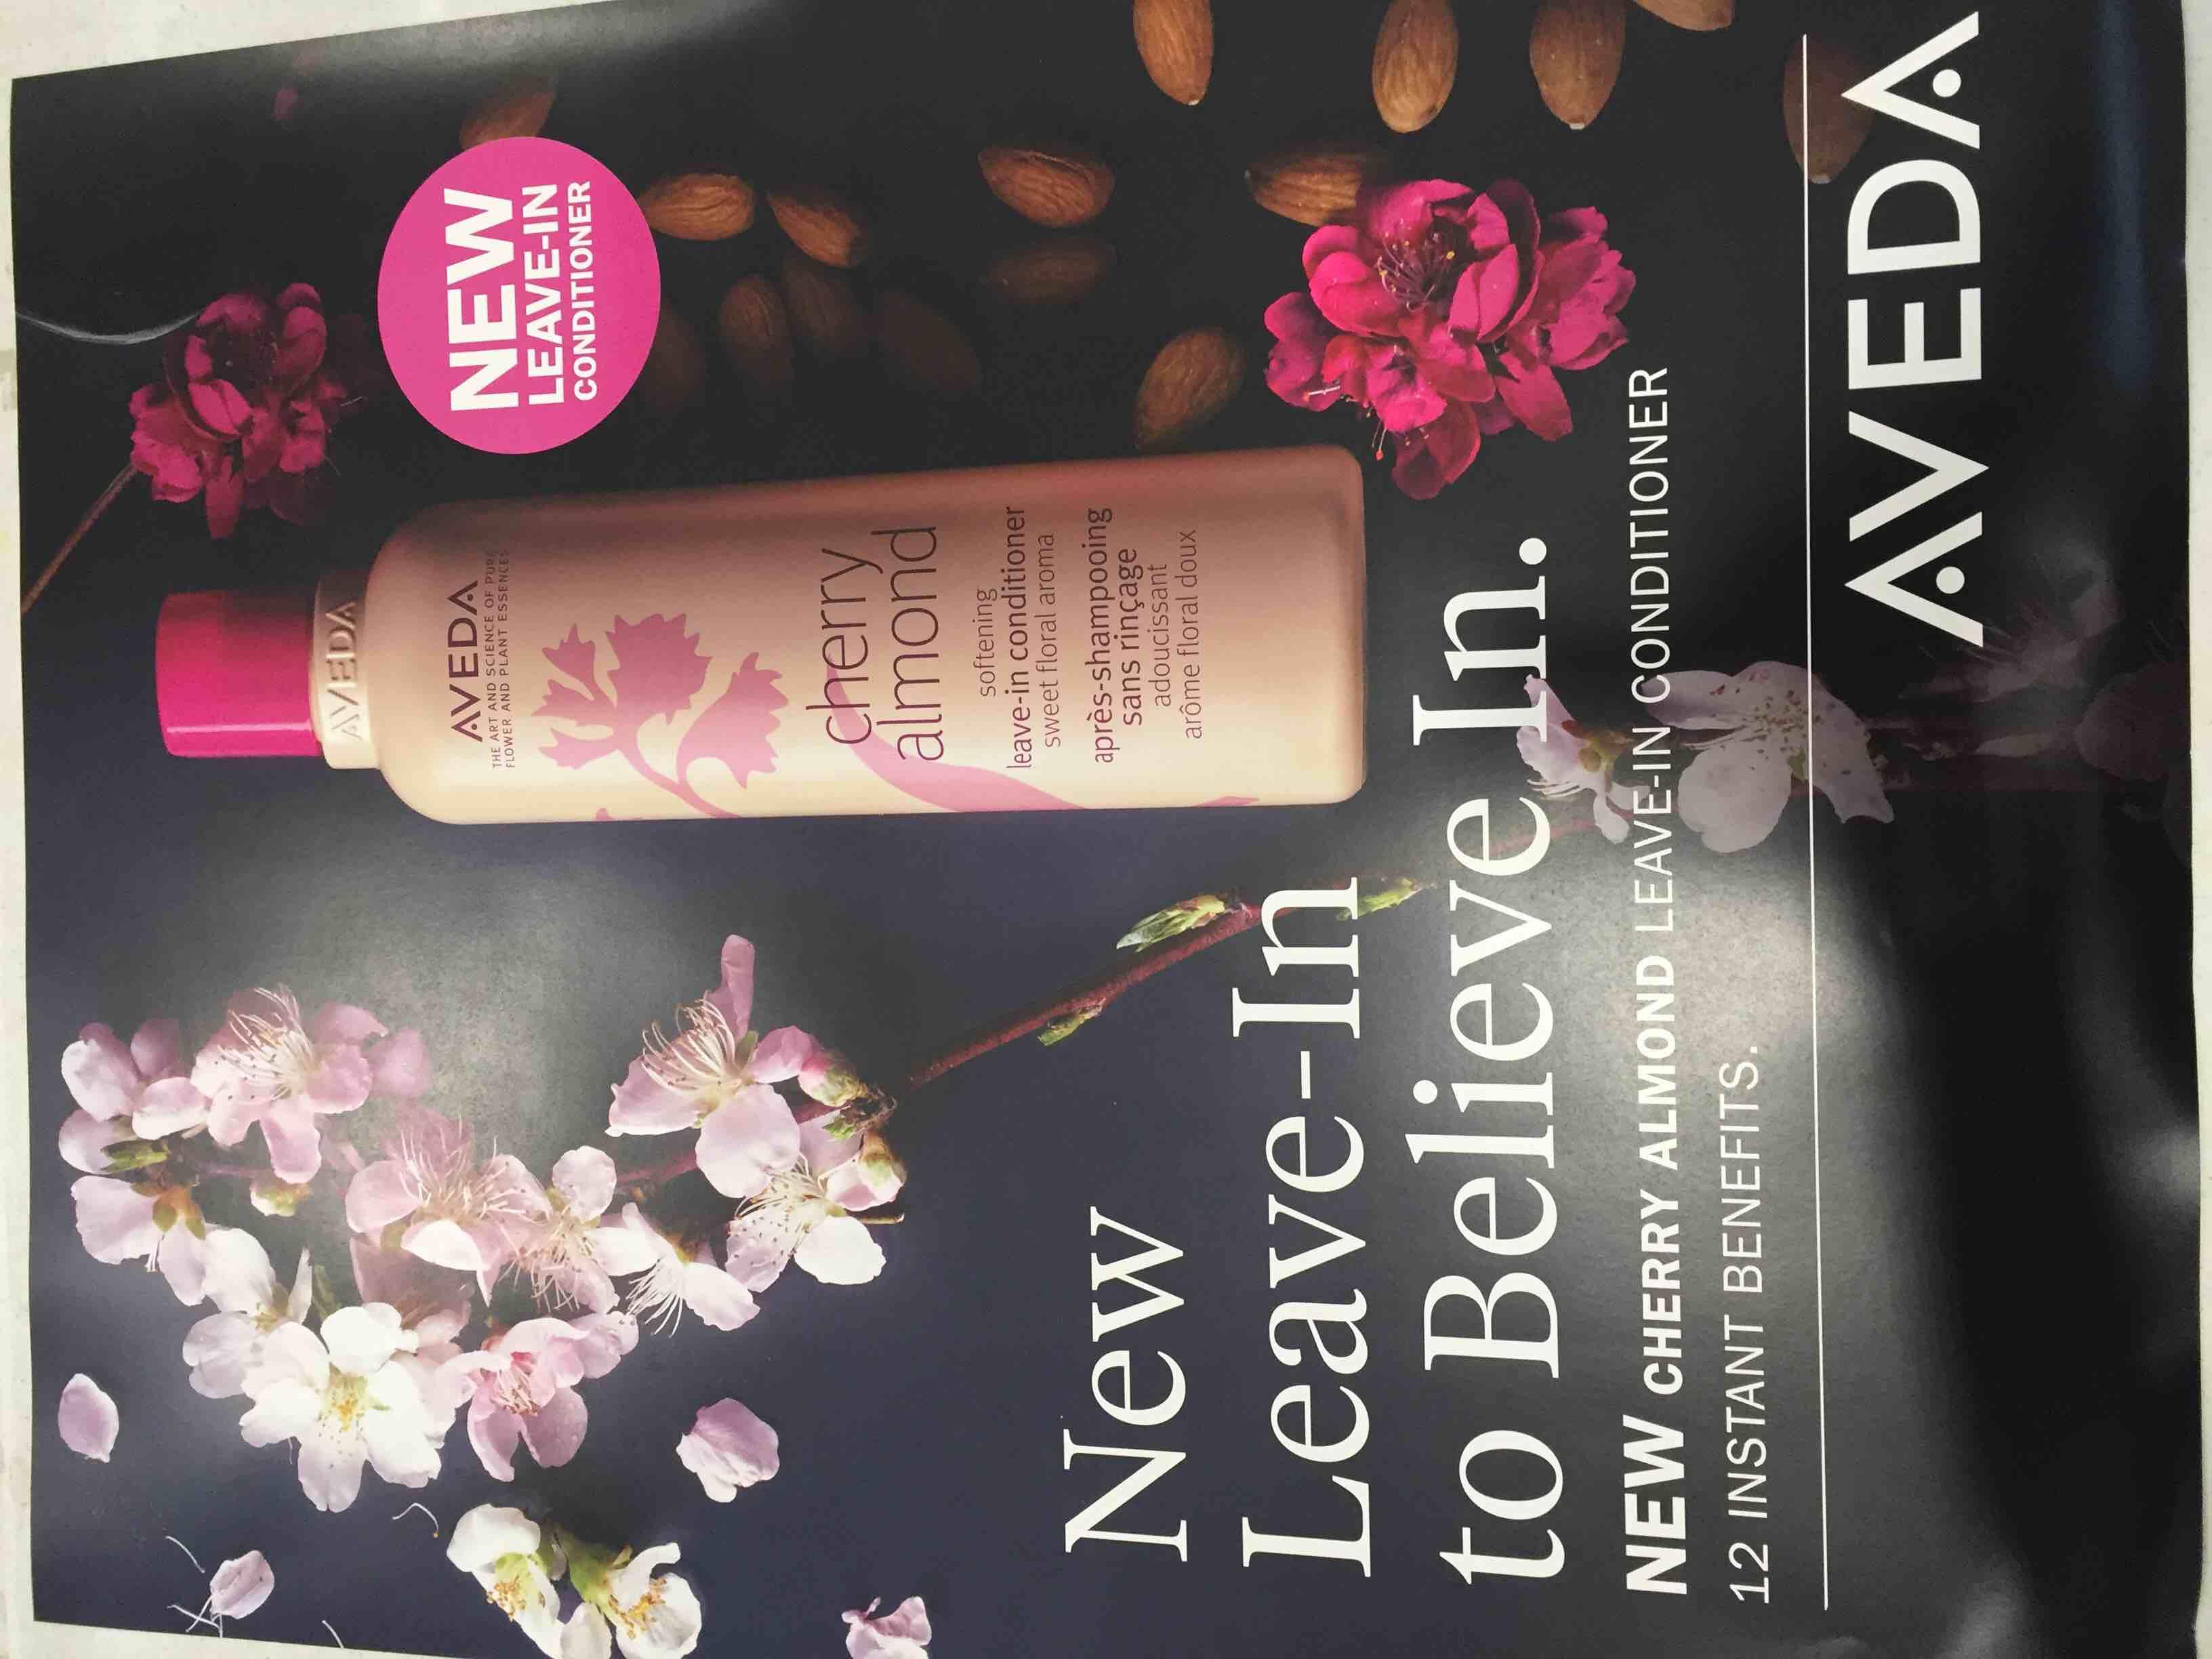 NEW
LEAVE-IN
CONDITIONER
AVEDA
AVEDA
THE ART AND SCIENCE OF PURE
FLOWER AND PLANT ESSENCES
cherry
almond
softening
leave-in conditioner
sweet floral aroma
après-shampooing
sans rinçage
adoucissant
arôme floral doux
New
Leave-In
to Believe In.
NEW CHERRY ALMOND LEAVE-IN CONDITIONER
12 INSTANT BENEFITS.
AVEDA